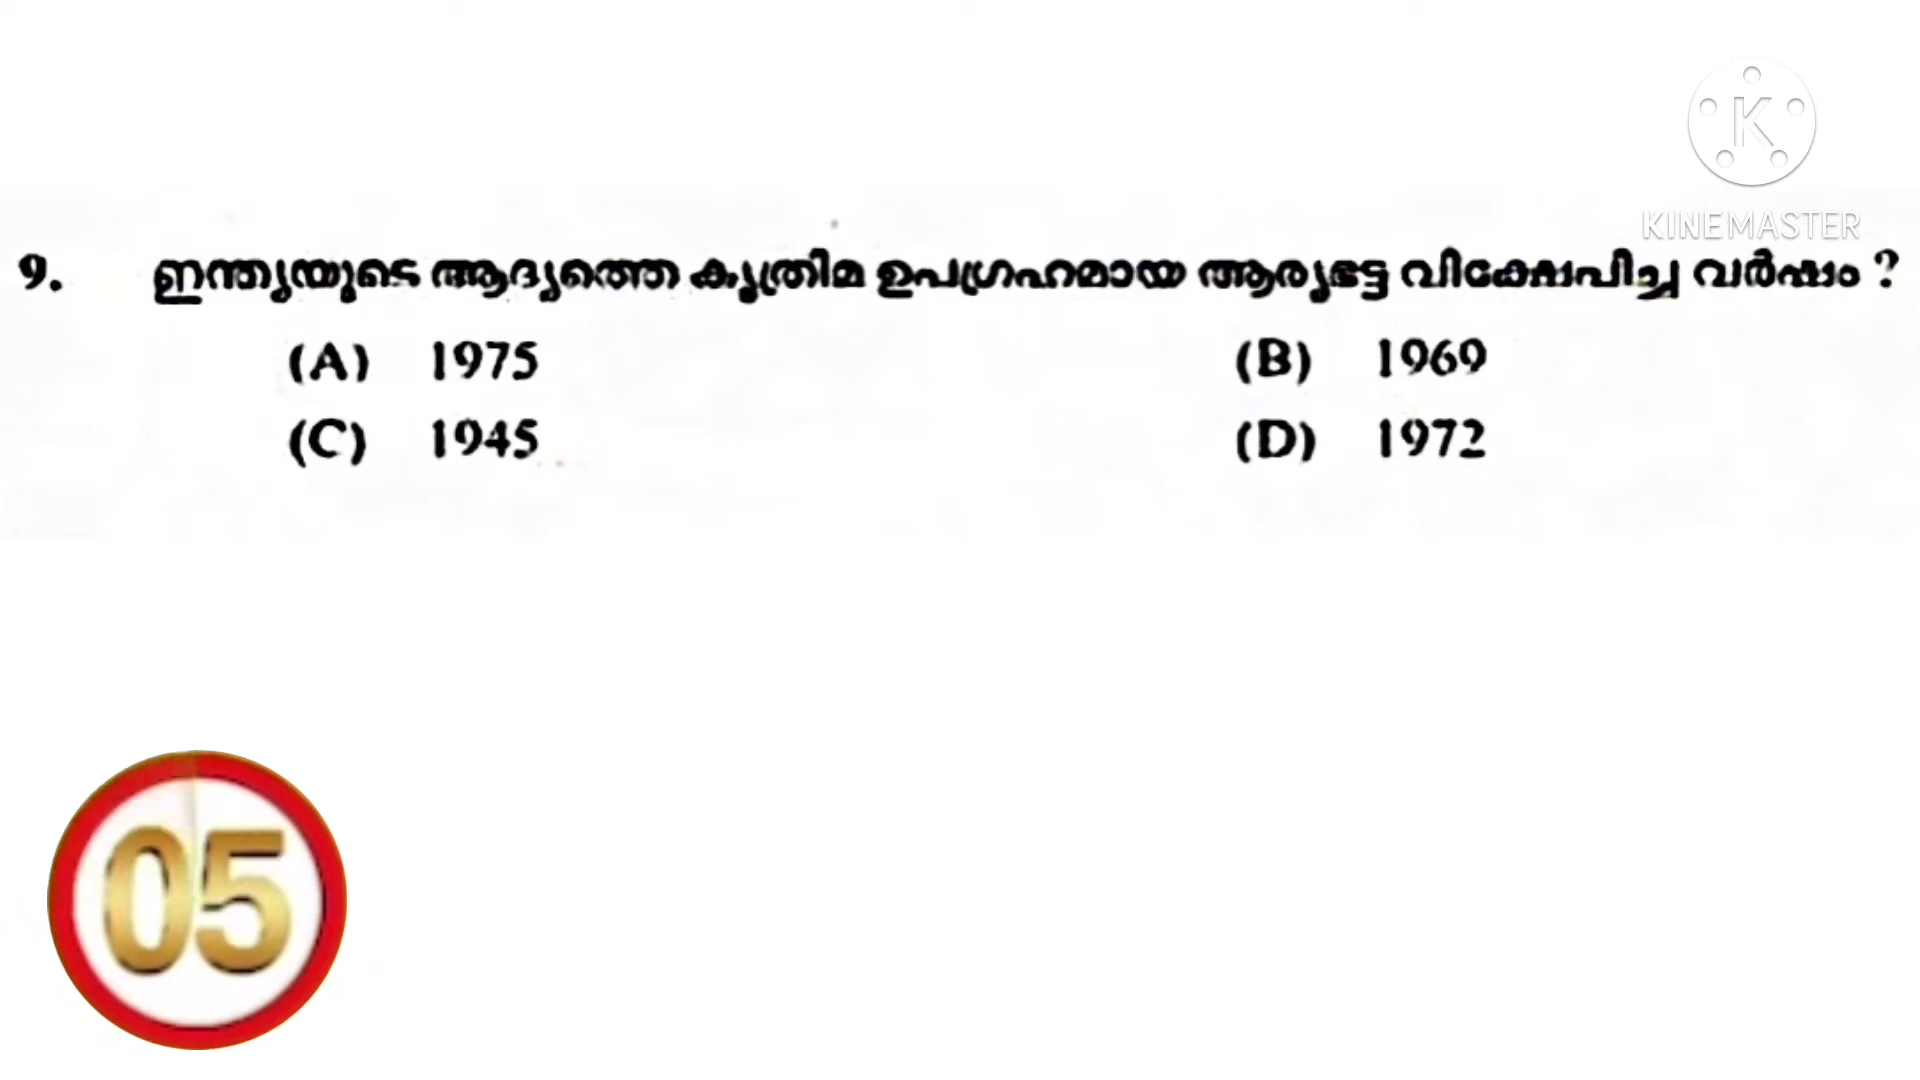 K
KINEMASTER
9. ഇന്ത്യയുടെ ആദ്യത്തെ കൃത്രിമ ഉപഗ്രഹമായ ആര്യഭട്ട വിക്ഷേപിച്ച വർഷം ?
(A) 1975 (B) 1969
(C) 1945 (D) 1972
05